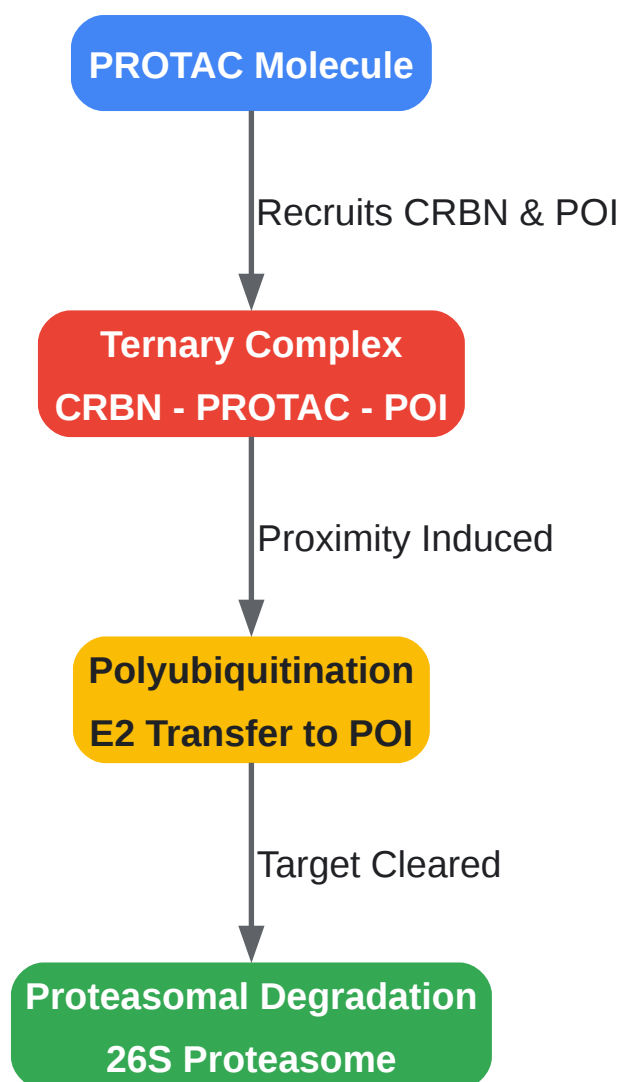 PROTAC Molecule
Recruits CRBN & POI
Ternary Complex
CRBN - PROTAC - POI
Proximity Induced
Polyubiquitination
E2 Transfer to POI
Target Cleared
Proteasomal Degradation
26S Proteasome